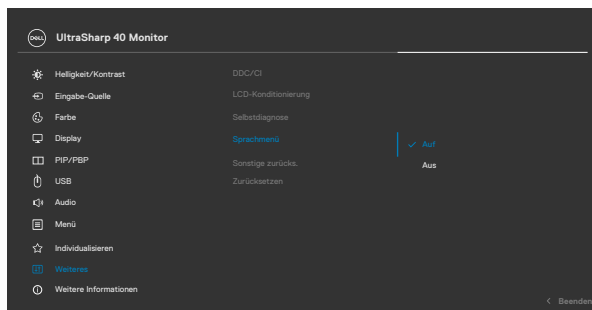 DELL
UltraSharp 40 Monitor
Helligkeit/Kontrast
Eingabe-Quelle
Farbe
Display
PIP/PBP
USB
Audio
Menü
Individualisieren
Weiteres
Weitere Informationen
DDC/CI
LCD-Konditionierung
Selbstdiagnose
Sprachmenü
Sonstige zurücks.
Zurücksetzen
Auf
Aus
Beenden